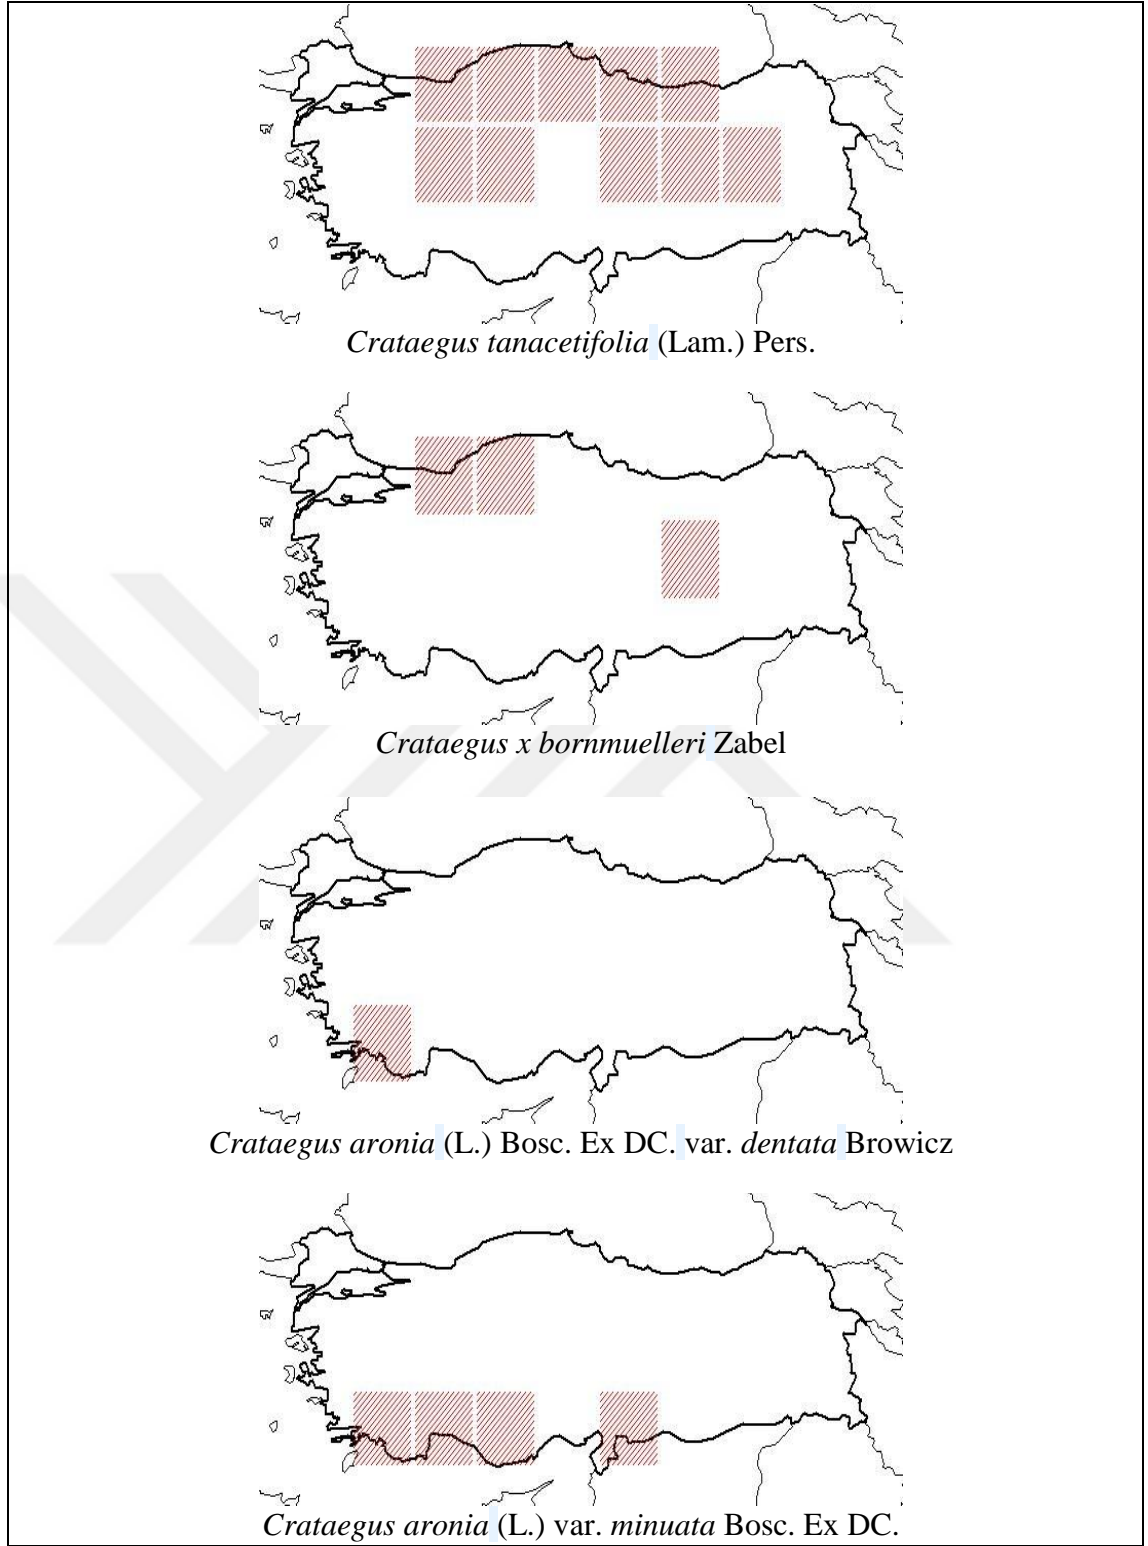 Crataegus tanacetifolia (Lam.) Pers.
Crataegus x bornmuelleri Zabel
Crataegus aronia (L.) Bosc. Ex DC. var. dentata Browicz
Crataegus aronia (L.) var. minuata Bosc. Ex DC.